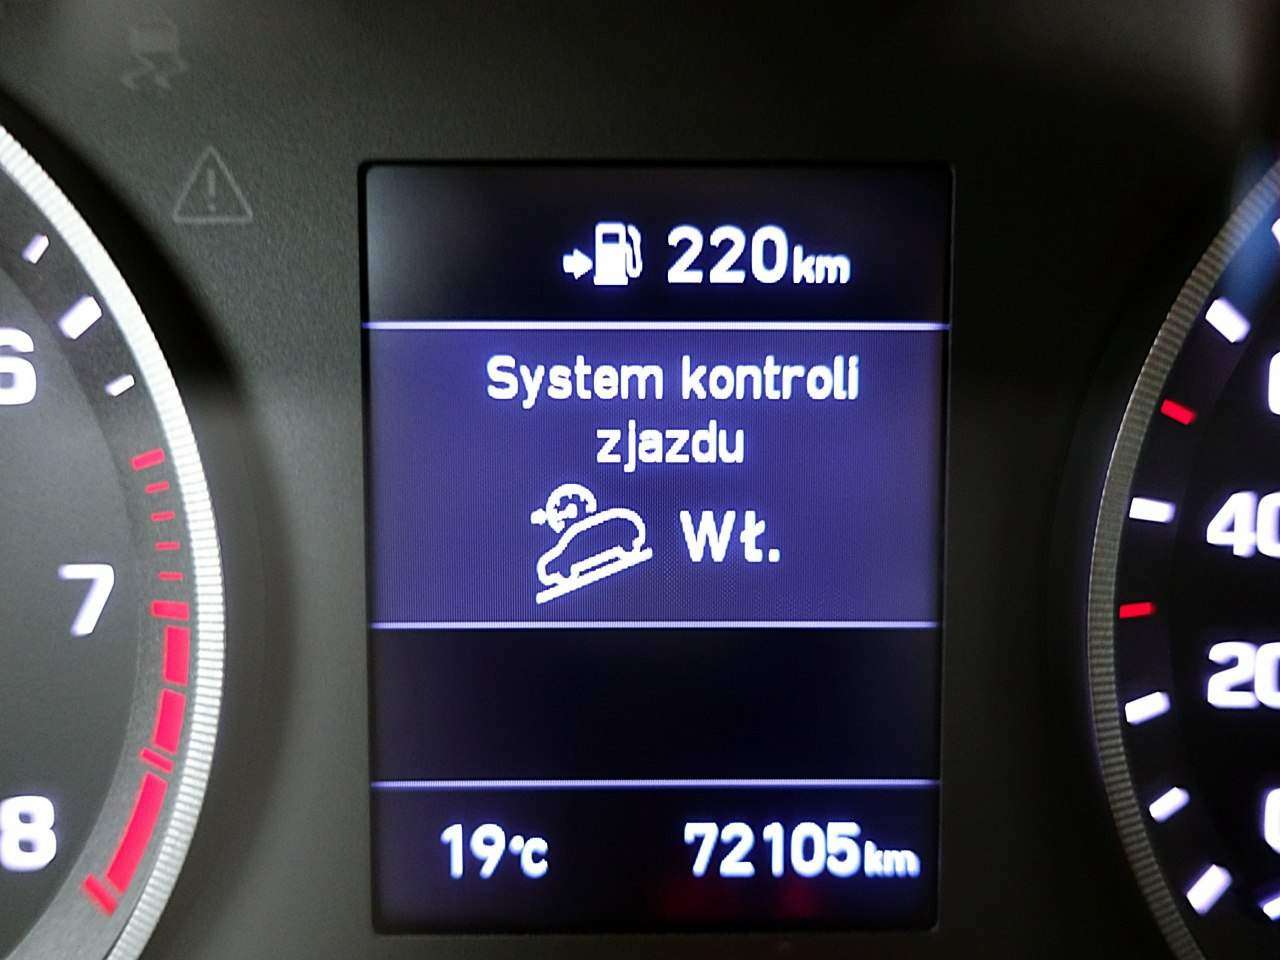 220km
System kontroli
zjazdu
Wł.
19°C
72105km
6
7
8
40
20